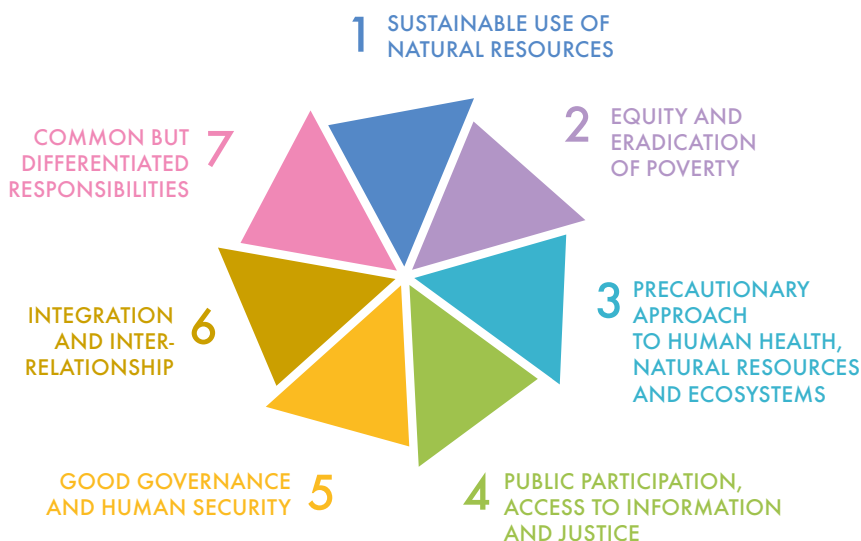 1 SUSTAINABLE USE OF
NATURAL RESOURCES
2 EQUITY AND
ERADICATION
OF POVERTY
3 PRECAUTIONARY
APPROACH
TO HUMAN HEALTH,
NATURAL RESOURCES
AND ECOSYSTEMS
4 PUBLIC PARTICIPATION,
ACCESS TO INFORMATION
AND JUSTICE
GOOD GOVERNANCE
AND HUMAN SECURITY 5
INTEGRATION
AND INTER-
RELATIONSHIP 6
COMMON BUT
DIFFERENTIATED
RESPONSIBILITIES 7